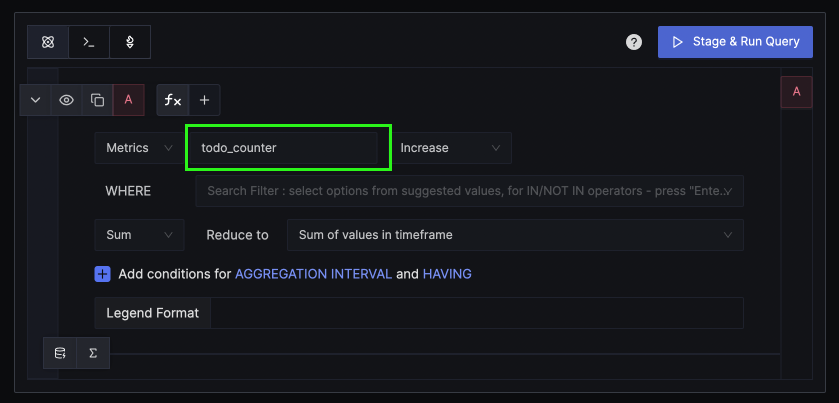 ? Stage & Run Query
A A
Metrics todo_counter Increase
WHERE Search Filter : select options from suggested values, for IN/NOT IN operators - press "Ente...
Sum Reduce to Sum of values in timeframe
Add conditions for AGGREGATION INTERVAL and HAVING
Legend Format